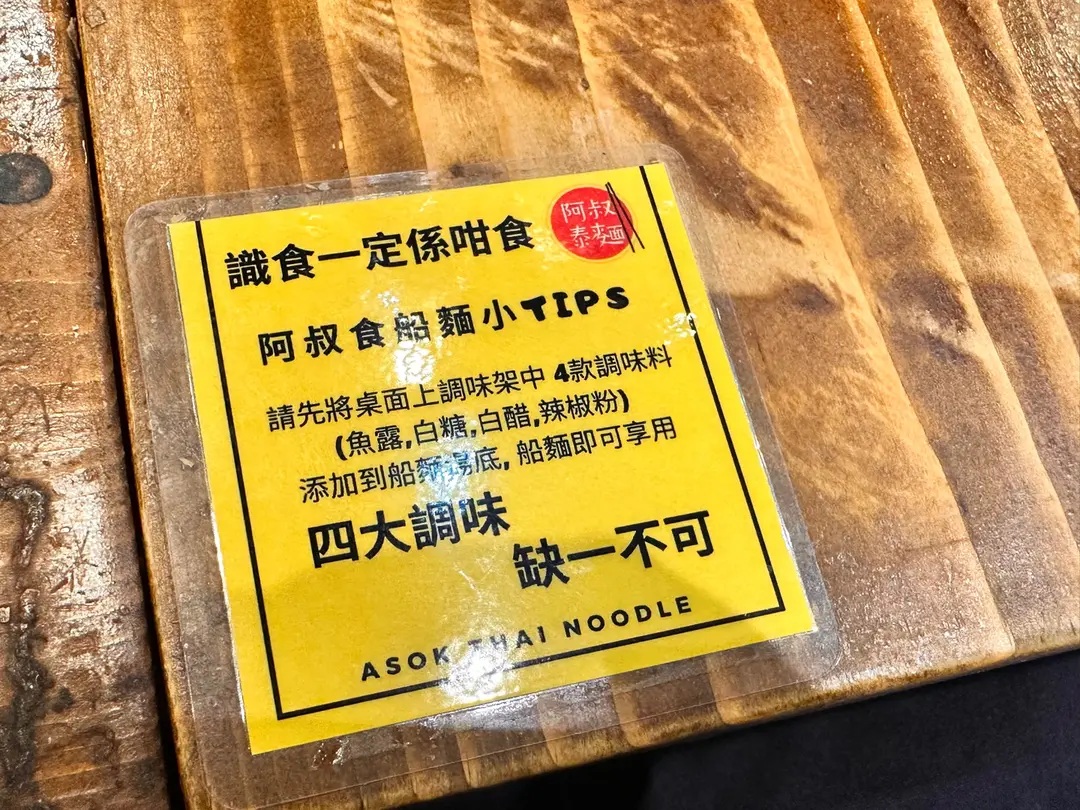 阿叔
泰麵
識食一定係咁食
阿叔食船麵小TIPS
請先將桌面上調味架中 4款調味料
(魚露,白糖,白醋,辣椒粉)
添加到船麵湯底, 船麵即可享用
四大調味
缺一不可
ASOK THAI NOODLE